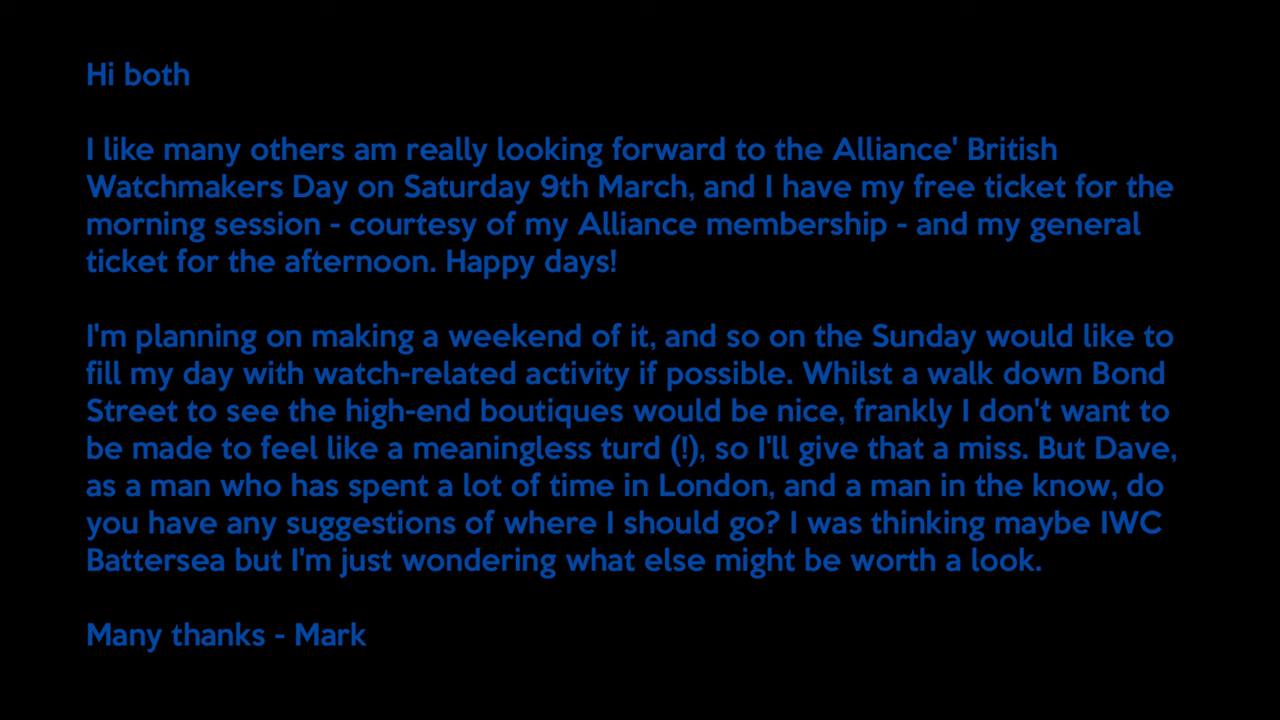 Hi both
I like many others am really looking forward to the Alliance' British
Watchmakers Day on Saturday 9th March, and I have my free ticket for the
morning session - courtesy of my Alliance membership - and my general
ticket for the afternoon. Happy days!
I'm planning on making a weekend of it, and so on the Sunday would like to
fill my day with watch-related activity if possible. Whilst a walk down Bond
Street to see the high-end boutiques would be nice, frankly I don't want to
be made to feel like a meaningless turd (!), so I'll give that a miss. But Dave,
as a man who has spent a lot of time in London, and a man in the know, do
you have any suggestions of where I should go? I was thinking maybe IWC
Battersea but I'm just wondering what else might be worth a look.
Many thanks - Mark